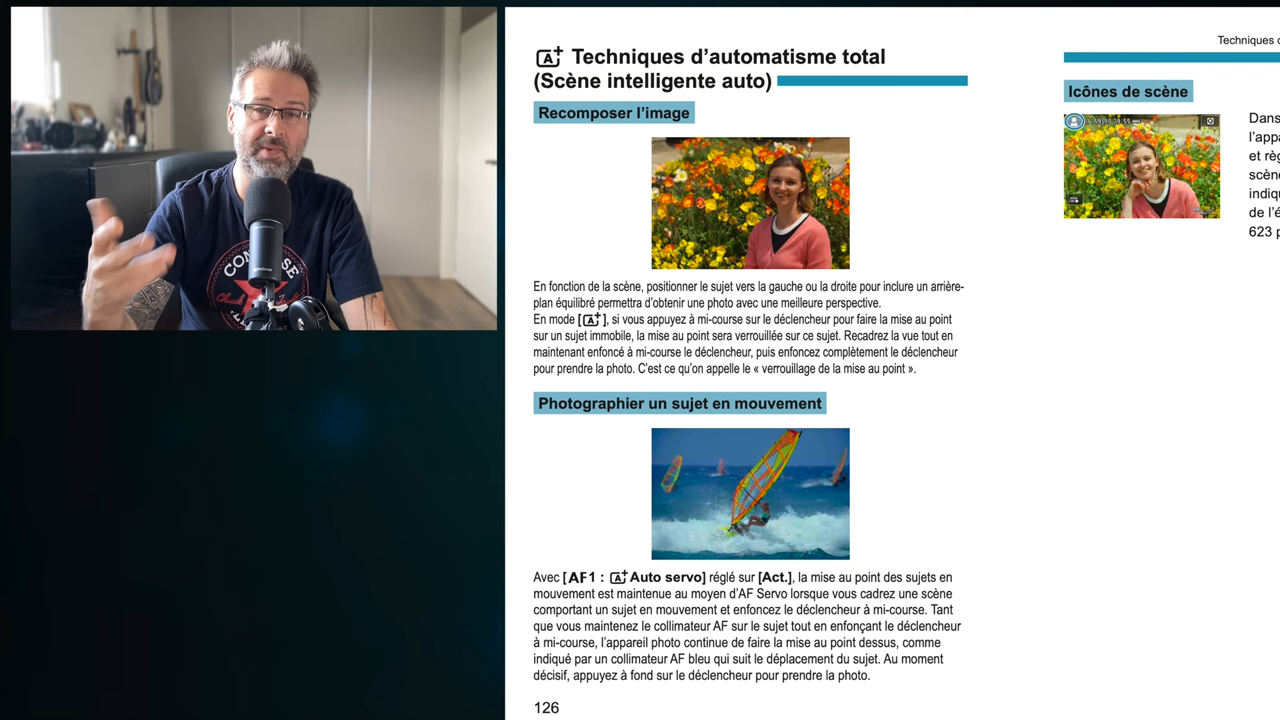 CONVERSE
Chuck
Techniques d'automatisme total
(Scène intelligente auto)
Recomposer l'image
En fonction de la scène, positionner le sujet vers la gauche ou la droite pour inclure un arrière-
plan équilibré permettra d'obtenir une photo avec une meilleure perspective.
En mode [A+], si vous appuyez à mi-course sur le déclencheur pour faire la mise au point
sur un sujet immobile, la mise au point sera verrouillée sur ce sujet. Recadrez la vue tout en
maintenant enfoncé à mi-course le déclencheur, puis enfoncez complètement le déclencheur
pour prendre la photo. C'est ce qu'on appelle le « verrouillage de la mise au point ».
Photographier un sujet en mouvement
Avec [AF1 : A+Auto servo] réglé sur [Act.], la mise au point des sujets en
mouvement est maintenue au moyen d'AF Servo lorsque vous cadrez une scène
comportant un sujet en mouvement et enfoncez le déclencheur à mi-course. Tant
que vous maintenez le collimateur AF sur le sujet tout en enfonçant le déclencheur
à mi-course, l'appareil photo continue de faire la mise au point dessus, comme
indiqué par un collimateur AF bleu qui suit le déplacement du sujet. Au moment
décisif, appuyez à fond sur le déclencheur pour prendre la photo.
126
Techniques d
Icônes de scène
Dans
l'appa
et règ
scène
indiqu
de l'é
623 p